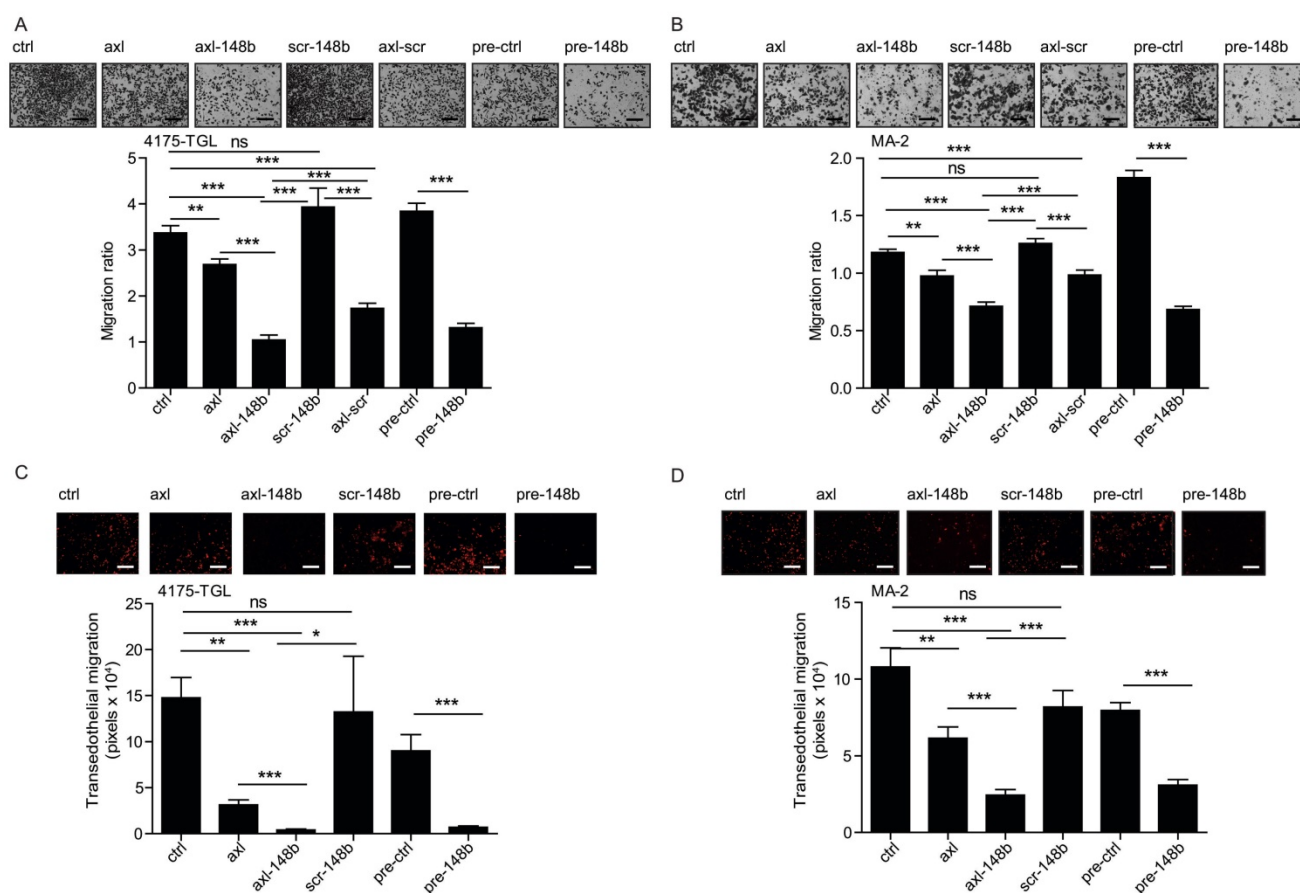 A
ctrl axl axl-148b scr-148b axl-scr pre-ctrl pre-148b
4175-TGL
ns
***
*** ***
*** *** *** ***
**
***
Migration ratio
5
4
3
2
1
0
ctrl axl axl-148b scr-148b axl-scr pre-ctrl pre-148b
B
ctrl axl axl-148b scr-148b axl-scr pre-ctrl pre-148b
MA-2
***
ns
***
*** ***
*** ***
** ***
Migration ratio
2.0
1.5
1.0
0.5
0.0
ctrl axl axl-148b scr-148b axl-scr pre-ctrl pre-148b
C
ctrl axl axl-148b scr-148b pre-ctrl pre-148b
4175-TGL
ns
***
** *
***
***
Transedothelial migration
(pixels x 10⁴)
25
20
15
10
5
0
ctrl axl axl-148b scr-148b pre-ctrl pre-148b
D
ctrl axl axl-148b scr-148b pre-ctrl pre-148b
MA-2
ns
***
** ***
***
***
Transedothelial migration
(pixels x 10⁴)
15
10
5
0
ctrl axl axl-148b scr-148b pre-ctrl pre-148b